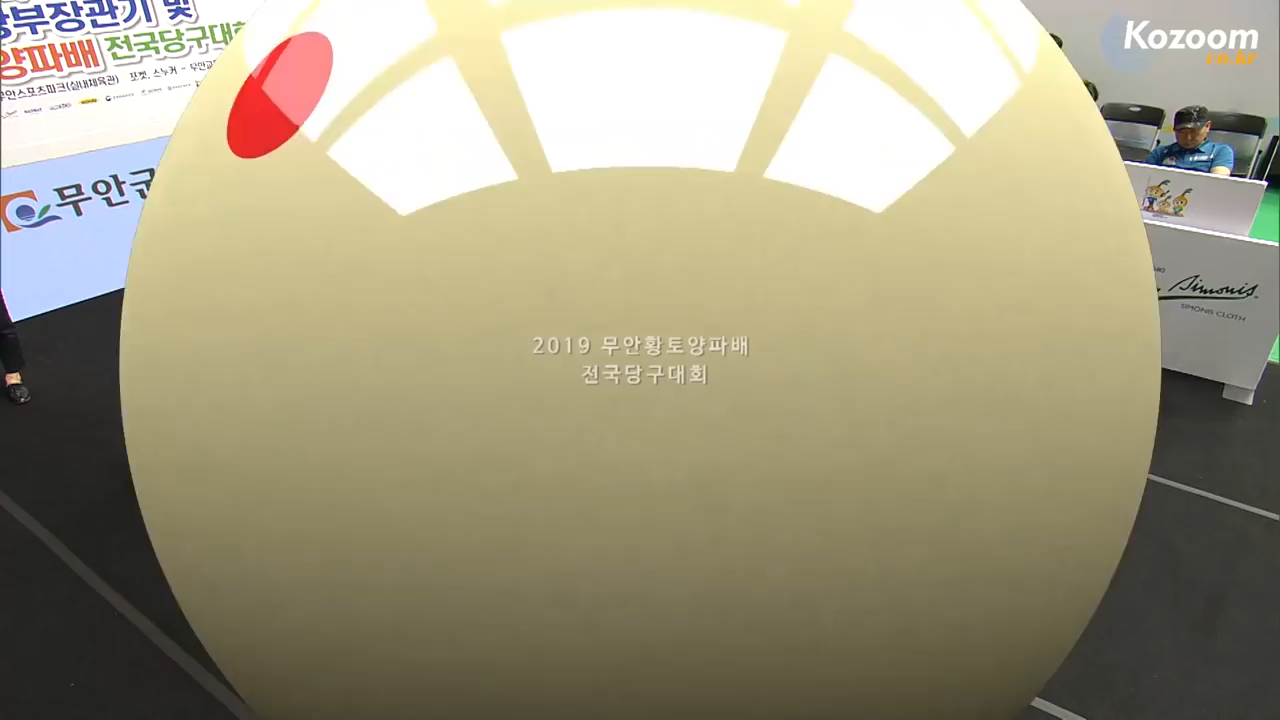 부장관기 및
양파배 전국당구대회
무안스포츠파크(실내체육관)
포켓, 스누커 -
Kozoom
co.kr
무안군
2019 무안황토양파배
전국당구대회
Simonis
SIMONIS CLOTH